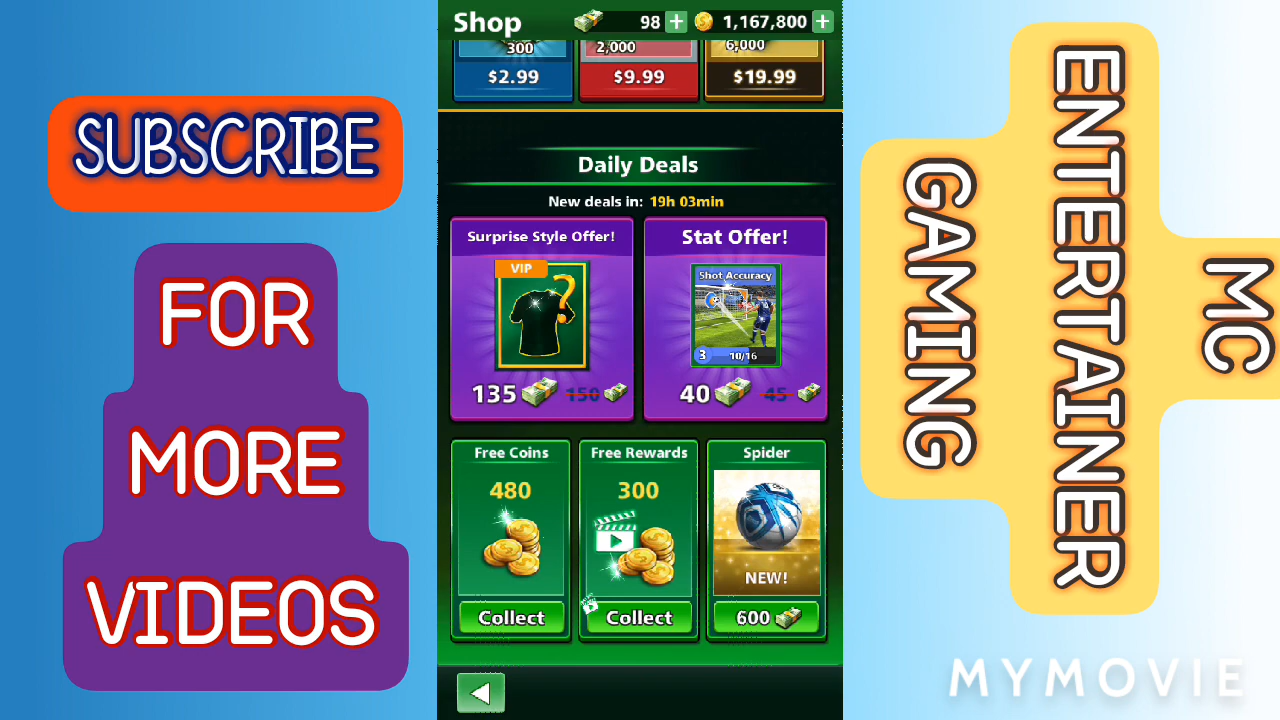 SUBSCRIBE
FOR
MORE
VIDEOS
Shop 98 + 1,167,800 +
300 2,000 6,000
$2.99 $9.99 $19.99
Daily Deals
New deals in: 19h 03min
Surprise Style Offer!
VIP
?
135 150
Stat Offer!
Shot Accuracy
3 10/16
40 45
Free Coins
480
Collect
Free Rewards
300
Collect
Spider
NEW!
600
MC
ENTERTAINER
GAMING
MYMOVIE